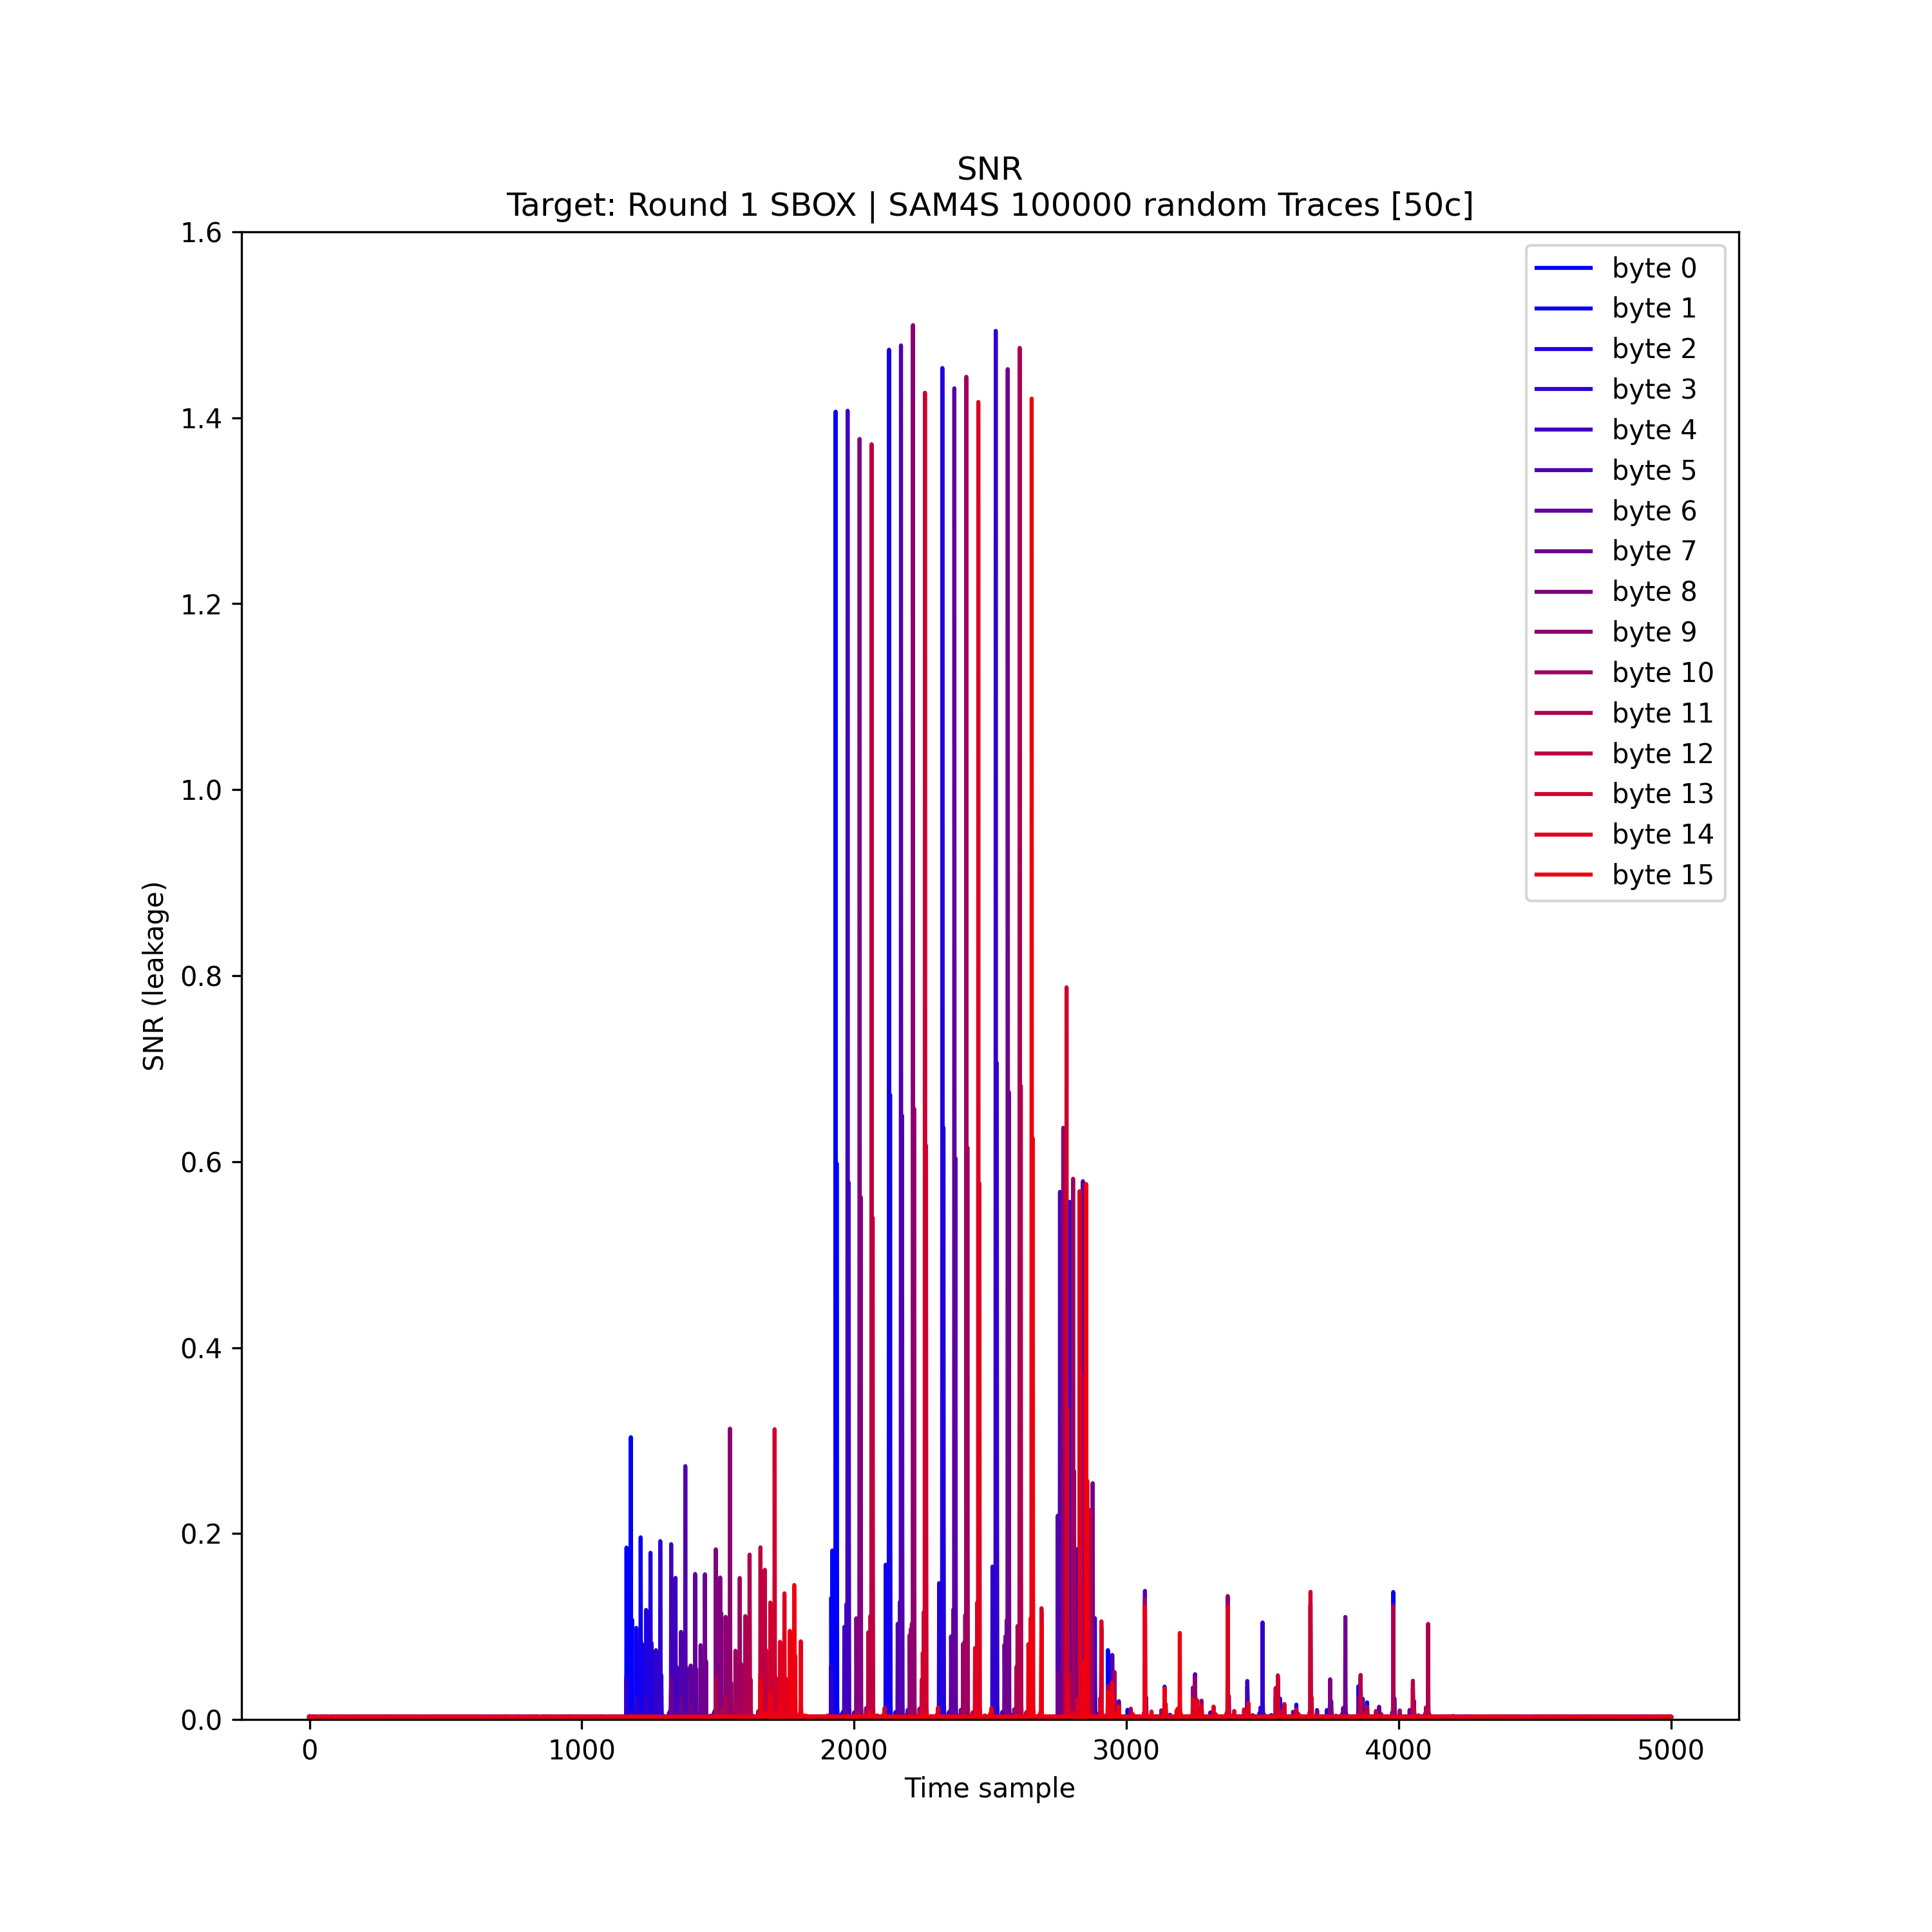 SNR
Target: Round 1 SBOX | SAM4S 100000 random Traces [50c]
1.6
1.4
1.2
1.0
0.8
0.6
0.4
0.2
0.0
SNR (leakage)
byte 0
byte 1
byte 2
byte 3
byte 4
byte 5
byte 6
byte 7
byte 8
byte 9
byte 10
byte 11
byte 12
byte 13
byte 14
byte 15
0 1000 2000 3000 4000 5000
Time sample